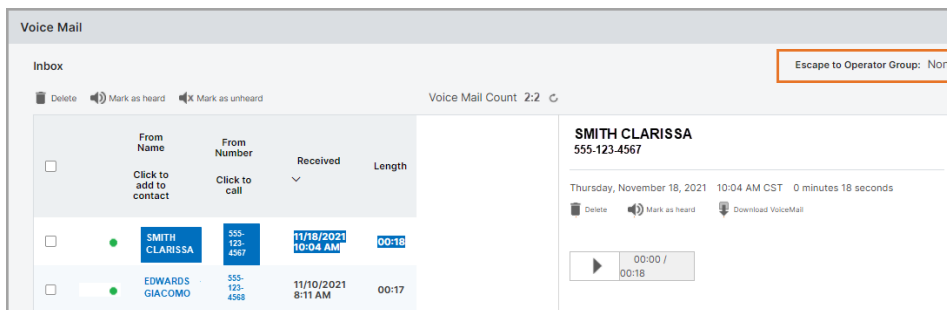 Voice Mail
Inbox
Escape to Operator Group:
Delete Mark as heard Mark as unheard
Voice Mail Count 2:2
From
Name
Click to
add to
contact
From
Number
Click to
call
Received
Length
SMITH
CLARISSA
555-
123-
4567
11/18/2021
10:04 AM
00:18
EDWARDS
GIACOMO
555-
123-
4568
11/10/2021
8:11 AM
00:17
SMITH CLARISSA
555-123-4567
Thursday, November 18, 2021 10:04 AM CST 0 minutes 18 seconds
Delete Mark as heard Download VoiceMail
00:00 /
00:18